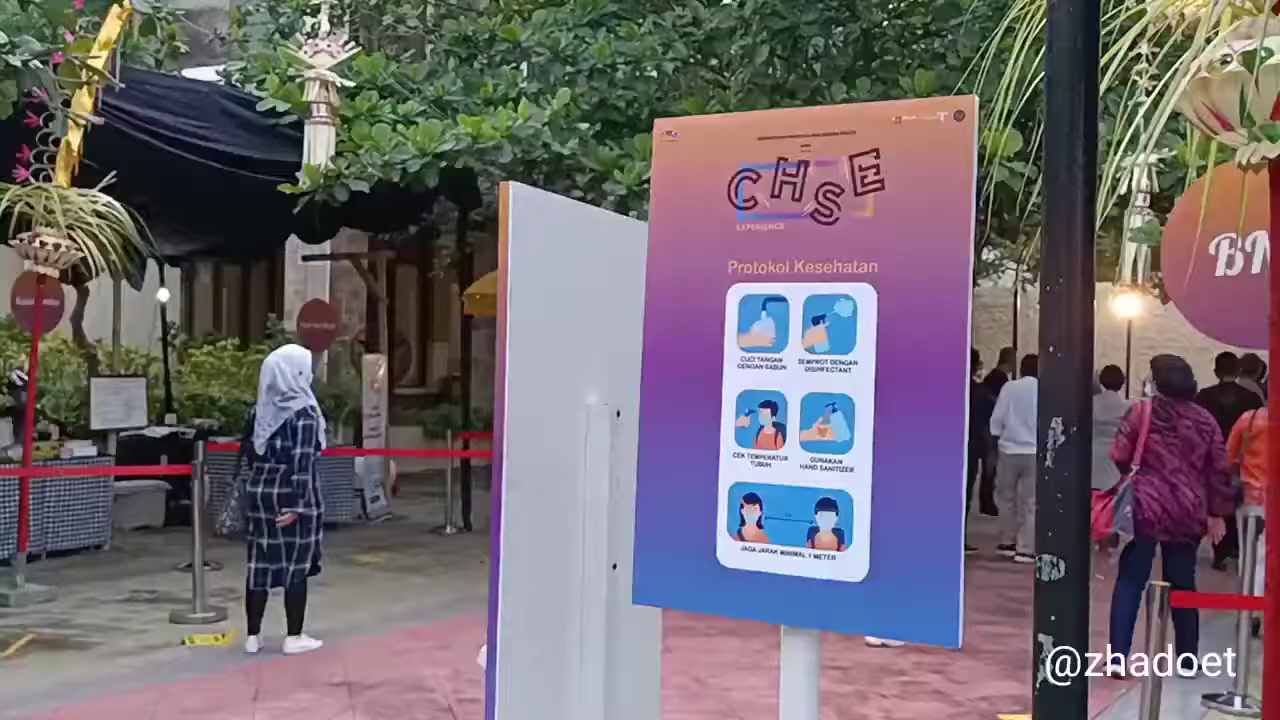 CHSE
EXPERIENCE
Protokol Kesehatan
CUCI TANGAN
DENGAN SABUN
SEMPROT DENGAN
DISINFECTANT
CEK TEMPERATUR
TUBUH
GUNAKAN
HAND SANITIZER
JAGA JARAK MINIMAL 1 METER
BN
@zhadoet